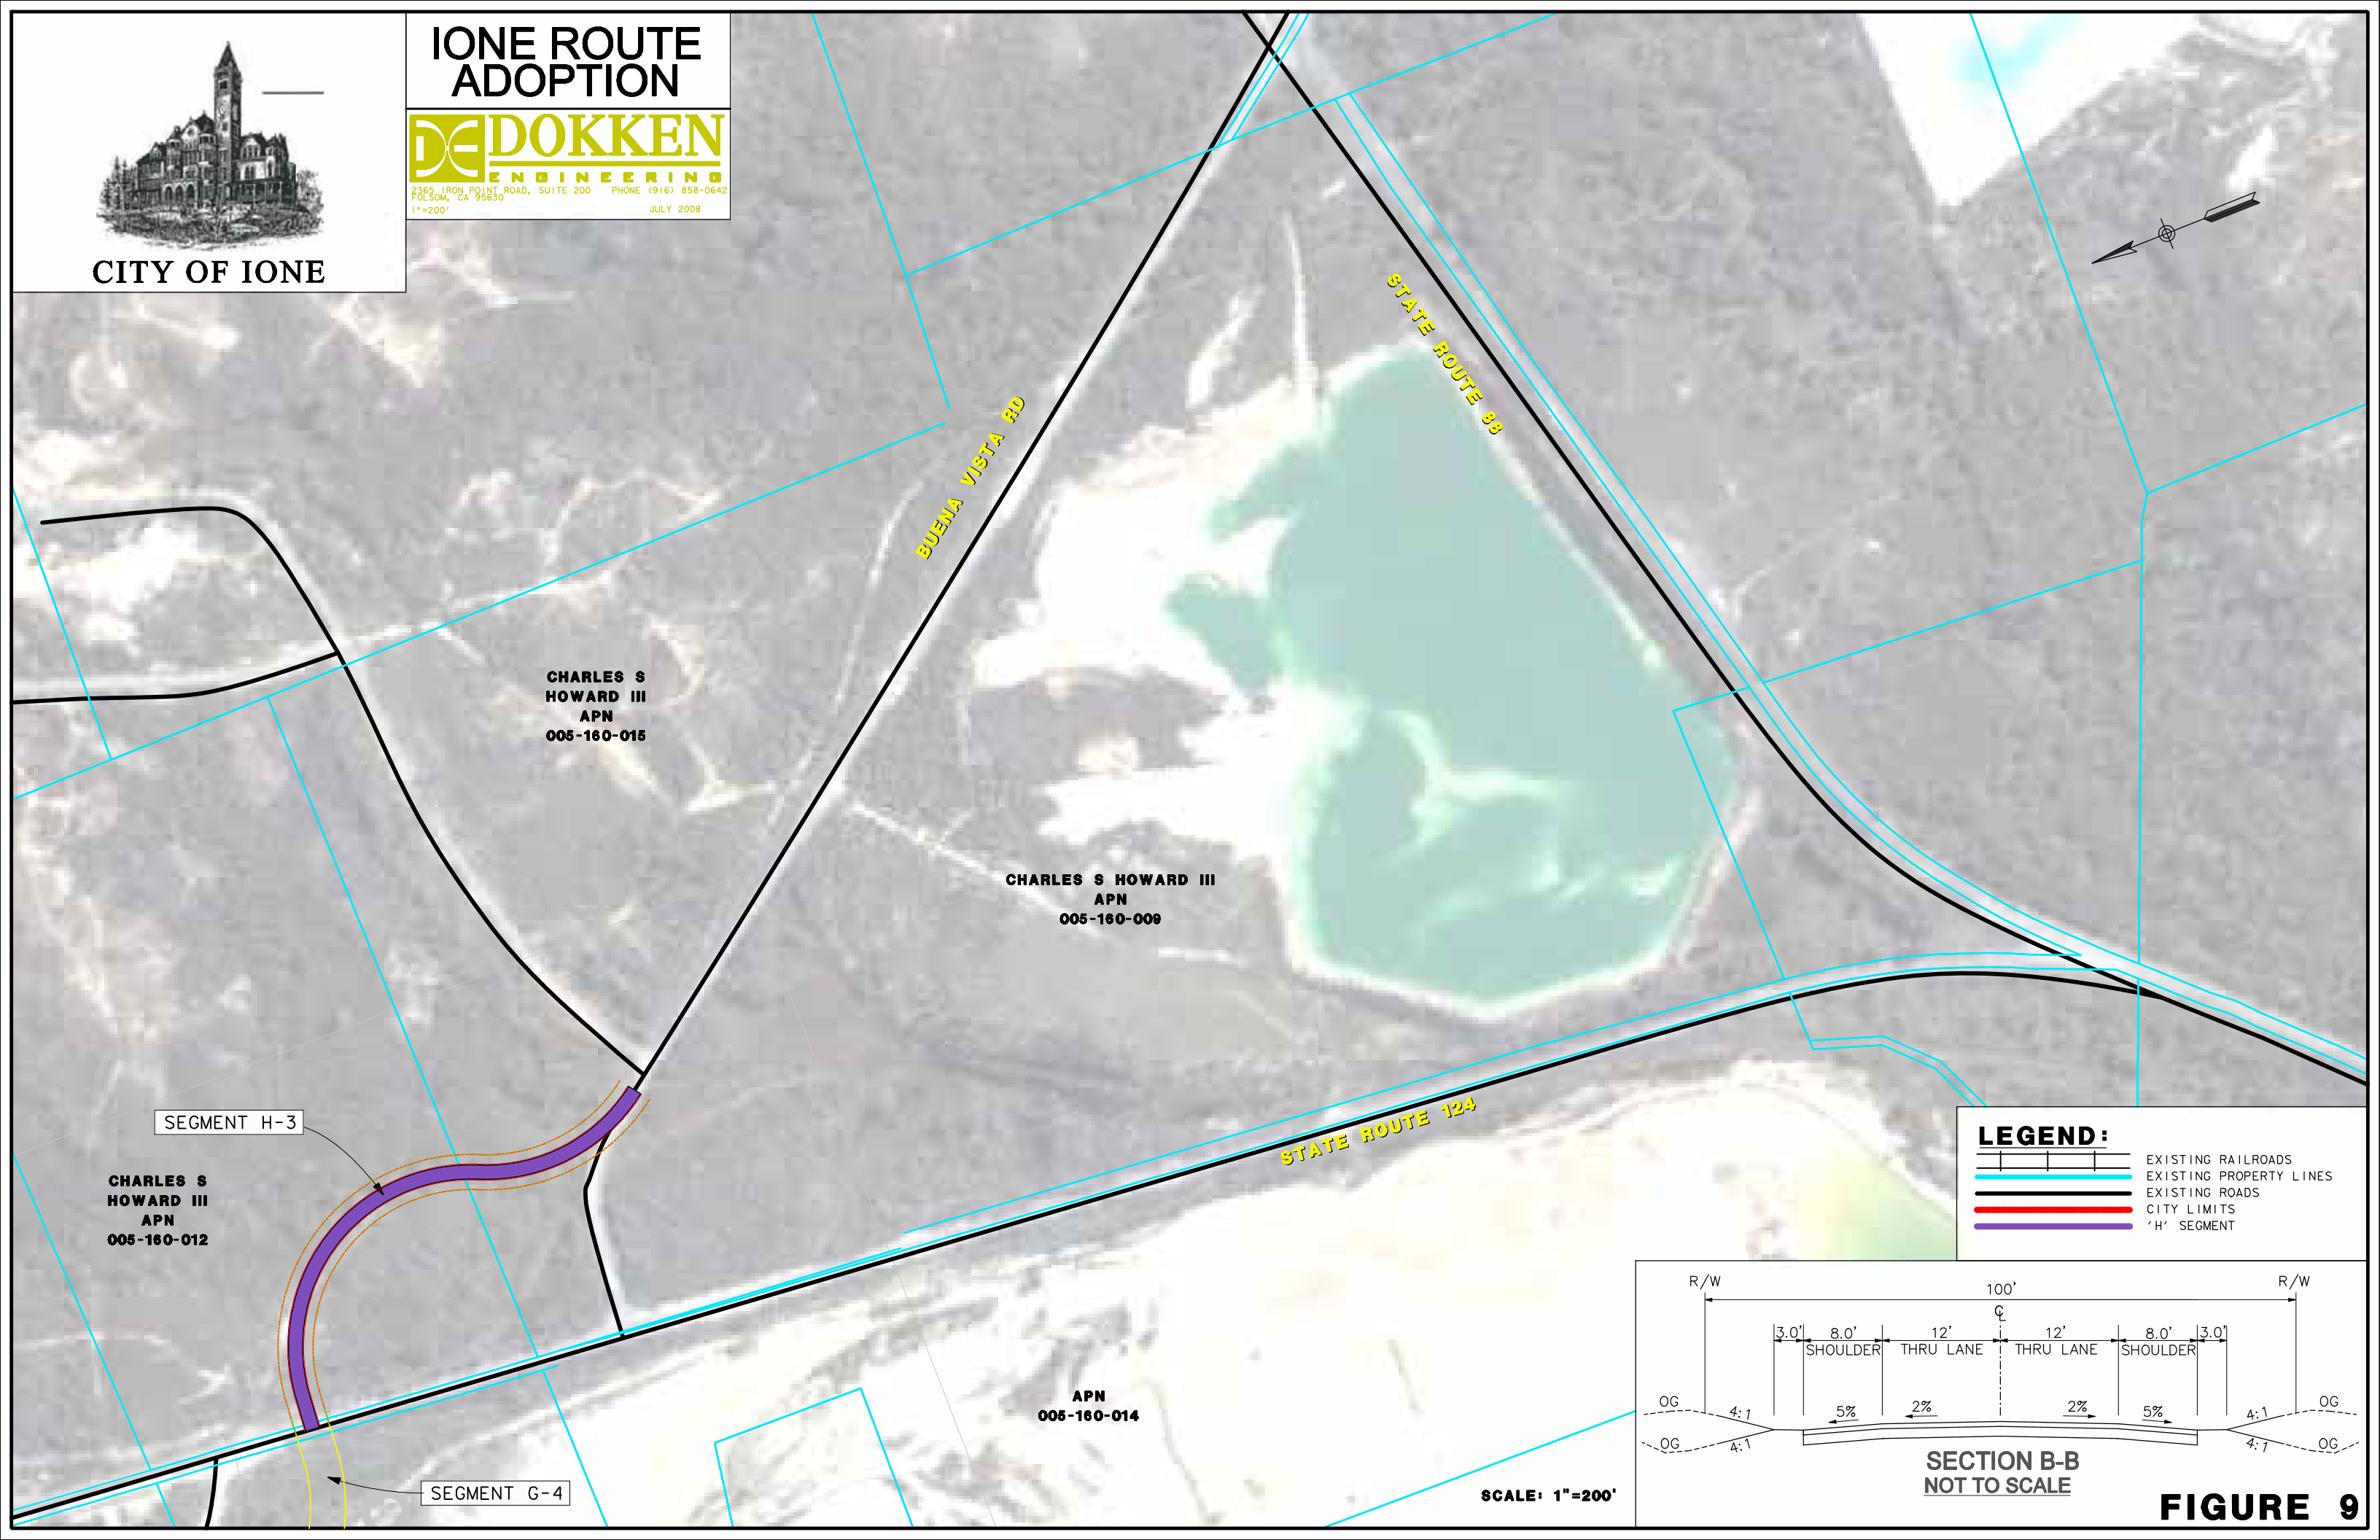 IONE ROUTE
ADOPTION
DOKKEN
ENGINEERING
2365 IRON POINT ROAD, SUITE 200 PHONE (916) 858-0642
FOLSOM, CA 95630
1"=200' JULY 2008
CITY OF IONE
STATE ROUTE 88
BUENA VISTA RD
CHARLES S
HOWARD III
APN
005-160-015
CHARLES S HOWARD III
APN
005-160-009
SEGMENT H-3
CHARLES S
HOWARD III
APN
005-160-012
STATE ROUTE 124
SEGMENT G-4
APN
005-160-014
SCALE: 1"=200'
LEGEND:
EXISTING RAILROADS
EXISTING PROPERTY LINES
EXISTING ROADS
CITY LIMITS
'H' SEGMENT
R/W R/W
100'
℄
3.0' 8.0' 12' 12' 8.0' 3.0'
SHOULDER THRU LANE THRU LANE SHOULDER
OG 4:1 5% 2% 2% 5% 4:1 OG
OG 4:1 4:1 OG
SECTION B-B
NOT TO SCALE
FIGURE 9